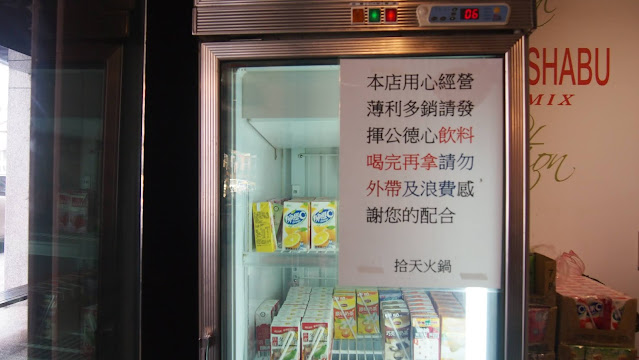 06
SHABU
MIX
本店用心經營
薄利多銷請發
揮公德心飲料
喝完再拿請勿
外帶及浪費感
謝您的配合
拾天火鍋